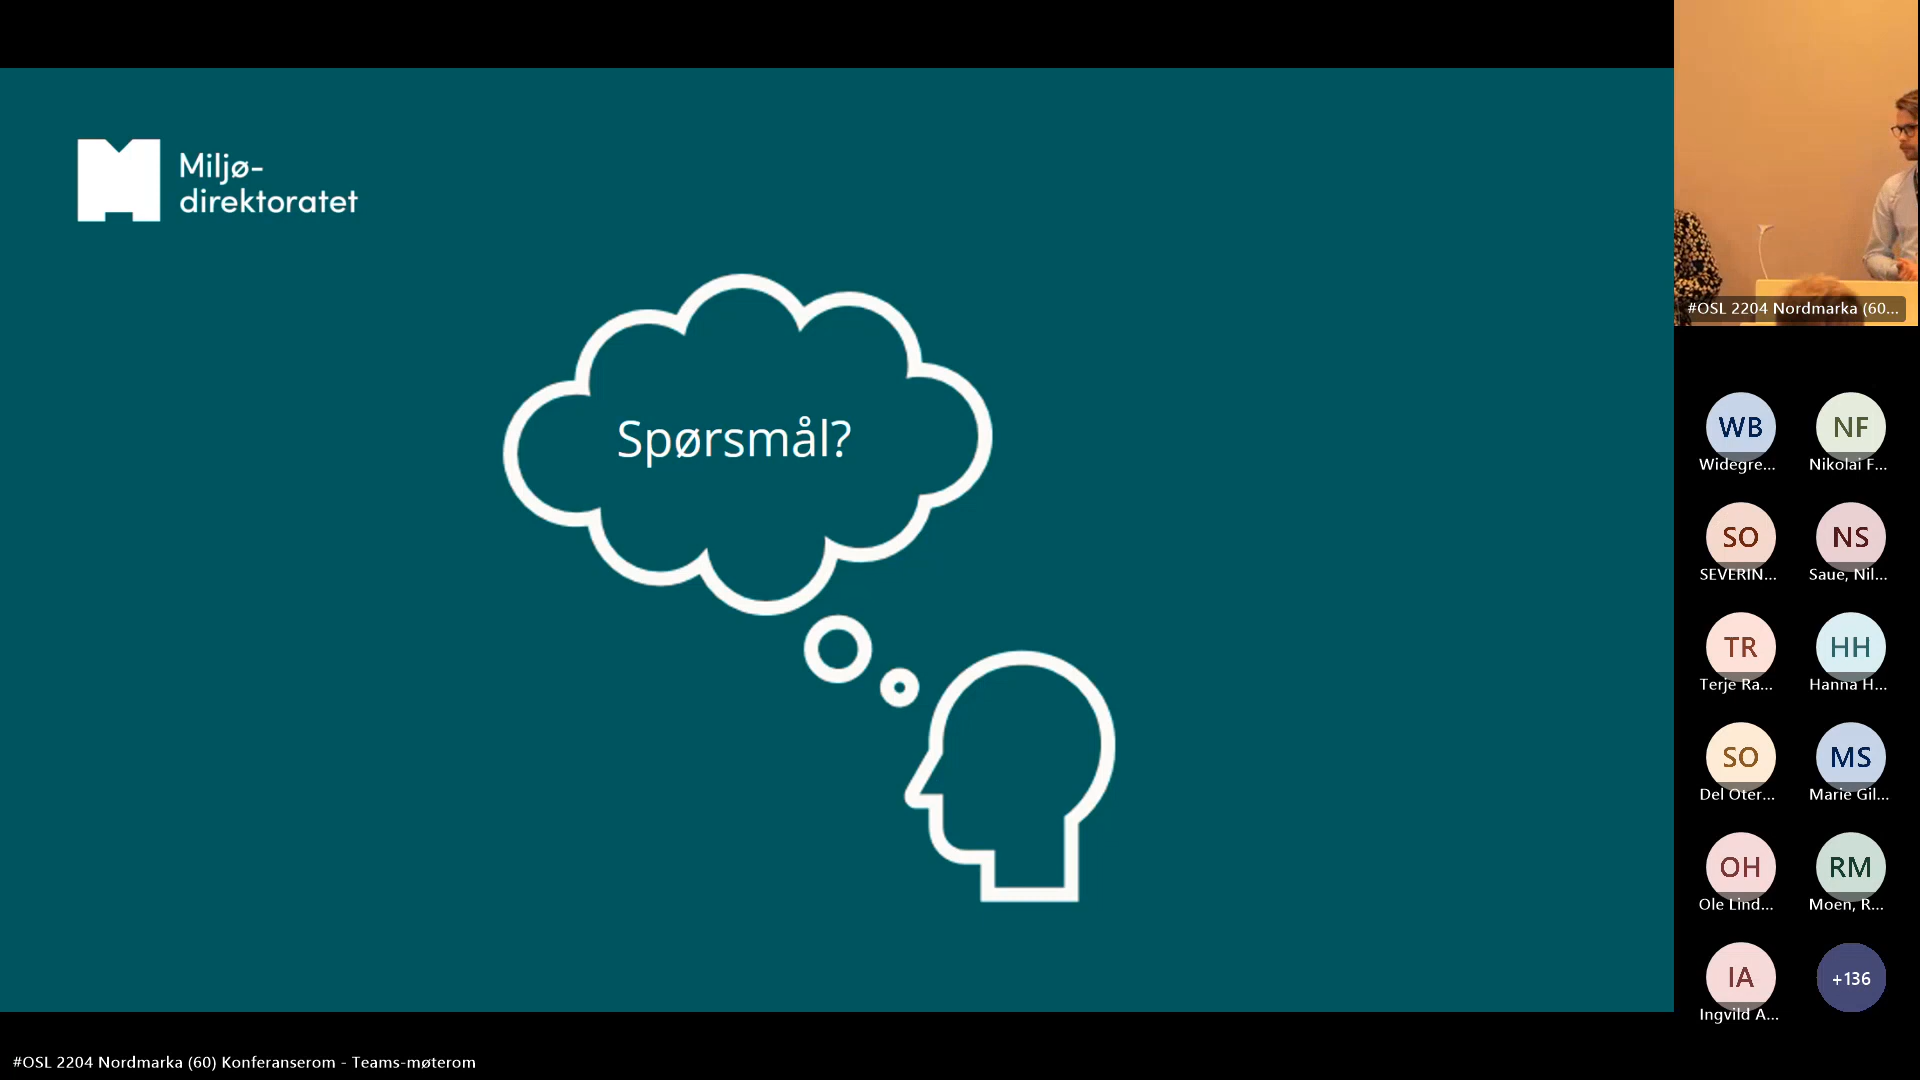 Miljø-
direktoratet
Spørsmål?
#OSL 2204 Nordmarka (60...
WB
Widegre...
NF
Nikolai F...
SO
SEVERIN...
NS
Saue, Nil...
TR
Terje Ra...
HH
Hanna H...
SO
Del Oter...
MS
Marie Gil...
OH
Ole Lind...
RM
Moen, R...
IA
Ingvild A...
+136
#OSL 2204 Nordmarka (60) Konferanserom - Teams-møterom